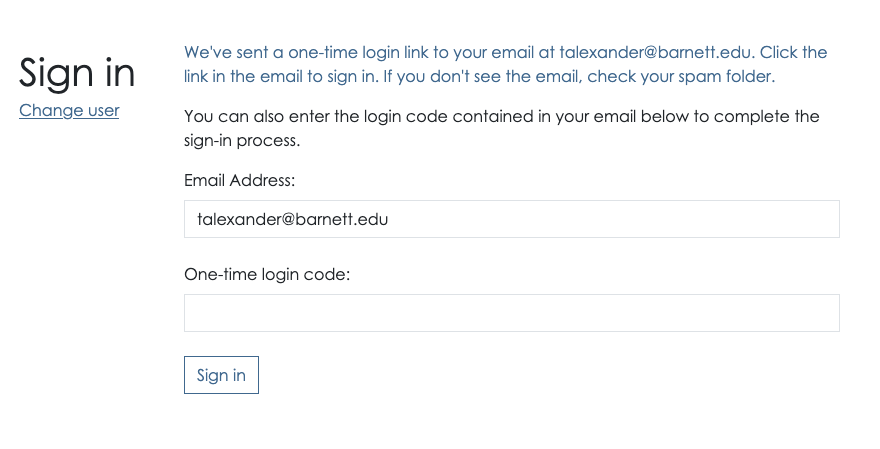 Sign in
Change user
We've sent a one-time login link to your email at talexander@barnett.edu. Click the
link in the email to sign in. If you don't see the email, check your spam folder.
You can also enter the login code contained in your email below to complete the
sign-in process.
Email Address:
talexander@barnett.edu
One-time login code:
Sign in